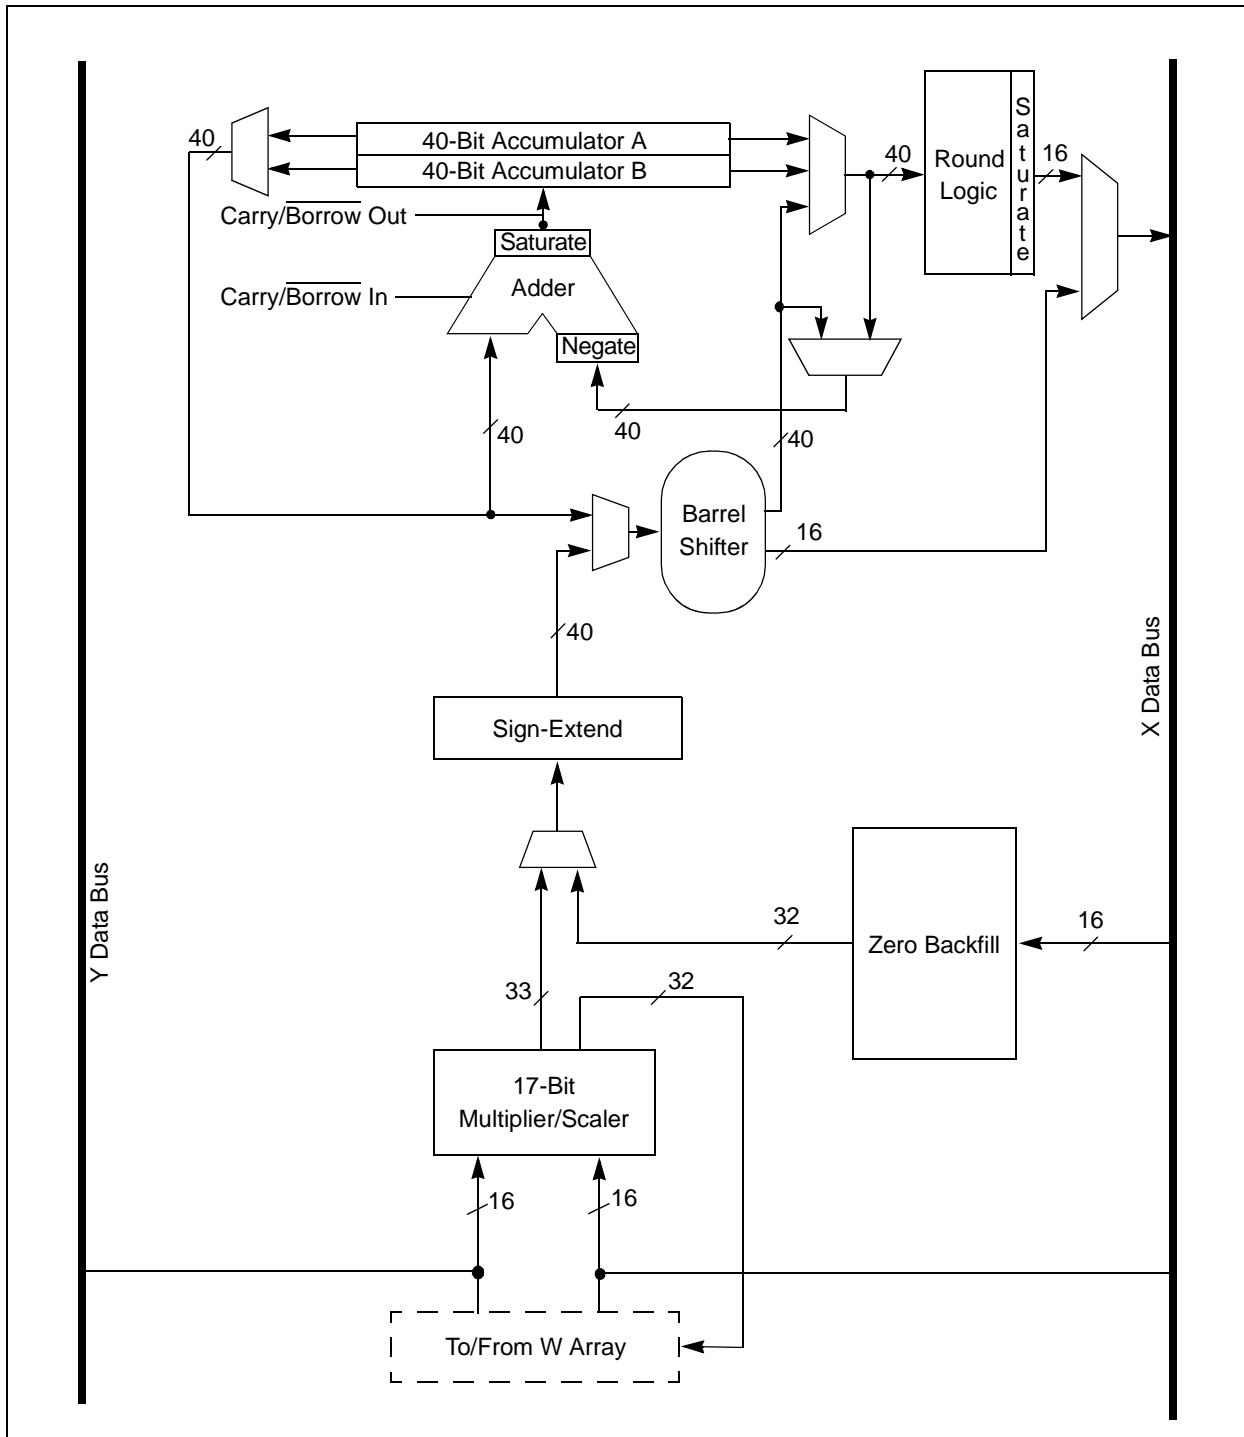 40
40-Bit Accumulator A
40-Bit Accumulator B
40
Round
Logic
Saturate
16
Carry/Borrow Out
Saturate
Carry/Borrow In
Adder
Negate
40
40
40
Barrel
Shifter
16
40
Sign-Extend
X Data Bus
Y Data Bus
32
Zero Backfill
16
33
32
17-Bit
Multiplier/Scaler
16
16
To/From W Array